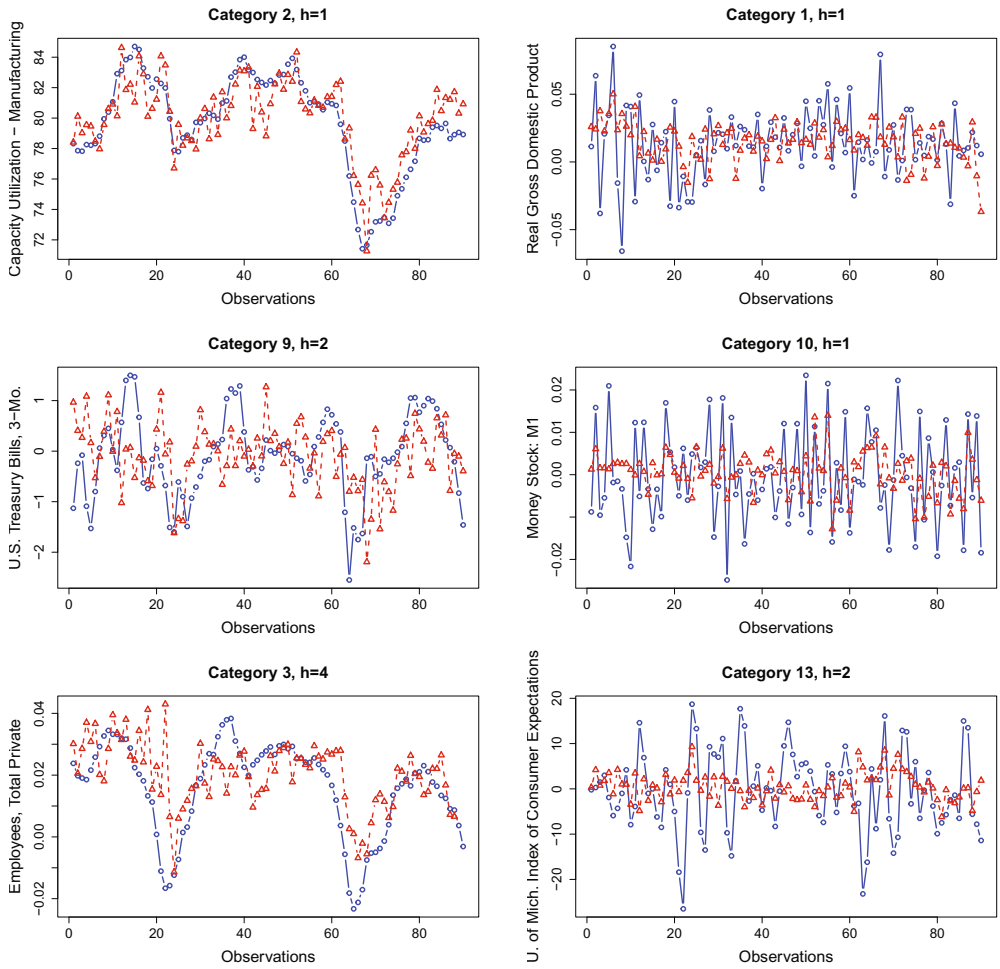 Category 2, h=1
Capacity Utilization − Manufacturing
84
82
80
78
76
74
72
0 20 40 60 80
Observations
Category 1, h=1
Real Gross Domestic Product
0.05
0.00
−0.05
0 20 40 60 80
Observations
Category 9, h=2
U.S. Treasury Bills, 3−Mo.
1
0
−1
−2
0 20 40 60 80
Observations
Category 10, h=1
Money Stock: M1
0.02
0.01
0.00
−0.02
0 20 40 60 80
Observations
Category 3, h=4
Employees, Total Private
0.04
0.02
0.00
−0.02
0 20 40 60 80
Observations
Category 13, h=2
U. of Mich. Index of Consumer Expectations
20
10
0
−10
−20
0 20 40 60 80
Observations